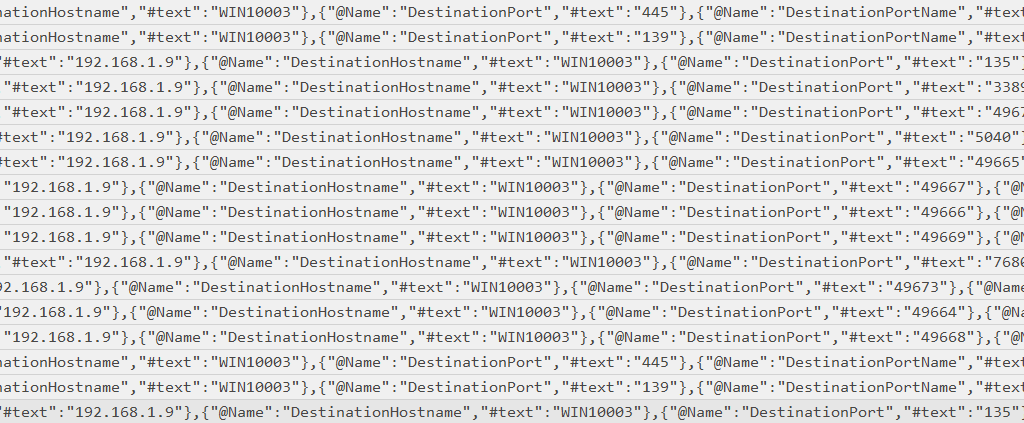 nationHostname","#text":"WIN10003"},{"@Name":"DestinationPort","#text":"445"},{"@Name":"DestinationPortName","#text
nationHostname","#text":"WIN10003"},{"@Name":"DestinationPort","#text":"139"},{"@Name":"DestinationPortName","#text
"#text":"192.168.1.9"},{"@Name":"DestinationHostname","#text":"WIN10003"},{"@Name":"DestinationPort","#text":"135"}
"#text":"192.168.1.9"},{"@Name":"DestinationHostname","#text":"WIN10003"},{"@Name":"DestinationPort","#text":"3389
"#text":"192.168.1.9"},{"@Name":"DestinationHostname","#text":"WIN10003"},{"@Name":"DestinationPort","#text":"4967
#text":"192.168.1.9"},{"@Name":"DestinationHostname","#text":"WIN10003"},{"@Name":"DestinationPort","#text":"5040"}
#text":"192.168.1.9"},{"@Name":"DestinationHostname","#text":"WIN10003"},{"@Name":"DestinationPort","#text":"49665"
"192.168.1.9"},{"@Name":"DestinationHostname","#text":"WIN10003"},{"@Name":"DestinationPort","#text":"49667"},{"@N
"192.168.1.9"},{"@Name":"DestinationHostname","#text":"WIN10003"},{"@Name":"DestinationPort","#text":"49666"},{"@N
"192.168.1.9"},{"@Name":"DestinationHostname","#text":"WIN10003"},{"@Name":"DestinationPort","#text":"49669"},{"@N
"#text":"192.168.1.9"},{"@Name":"DestinationHostname","#text":"WIN10003"},{"@Name":"DestinationPort","#text":"7680
92.168.1.9"},{"@Name":"DestinationHostname","#text":"WIN10003"},{"@Name":"DestinationPort","#text":"49673"},{"@Name
"192.168.1.9"},{"@Name":"DestinationHostname","#text":"WIN10003"},{"@Name":"DestinationPort","#text":"49664"},{"@Na
"192.168.1.9"},{"@Name":"DestinationHostname","#text":"WIN10003"},{"@Name":"DestinationPort","#text":"49668"},{"@N
nationHostname","#text":"WIN10003"},{"@Name":"DestinationPort","#text":"445"},{"@Name":"DestinationPortName","#text
nationHostname","#text":"WIN10003"},{"@Name":"DestinationPort","#text":"139"},{"@Name":"DestinationPortName","#text
"#text":"192.168.1.9"},{"@Name":"DestinationHostname","#text":"WIN10003"},{"@Name":"DestinationPort","#text":"135"}